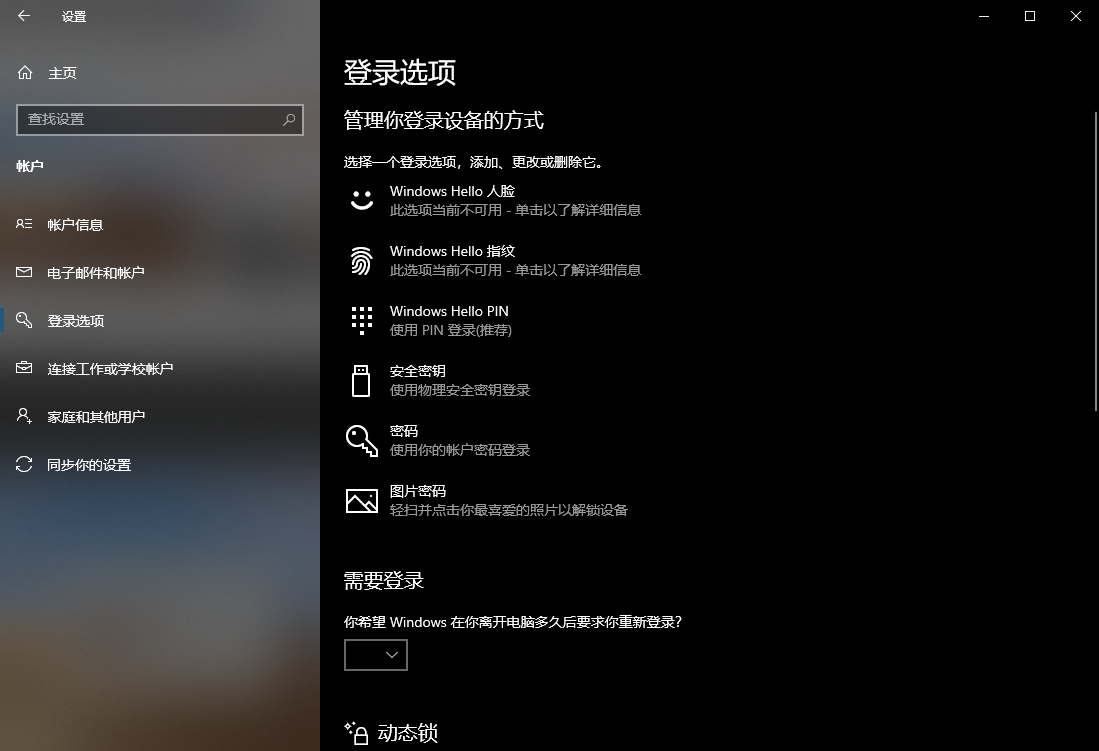 设置
主页
查找设置
帐户
帐户信息
电子邮件和帐户
登录选项
连接工作或学校帐户
家庭和其他用户
同步你的设置
登录选项
管理你登录设备的方式
选择一个登录选项，添加、更改或删除它。
Windows Hello 人脸
此选项当前不可用 - 单击以了解详细信息
Windows Hello 指纹
此选项当前不可用 - 单击以了解详细信息
Windows Hello PIN
使用 PIN 登录(推荐)
安全密钥
使用物理安全密钥登录
密码
使用你的帐户密码登录
图片密码
轻扫并点击你最喜爱的照片以解锁设备
需要登录
你希望 Windows 在你离开电脑多久后要求你重新登录?
动态锁